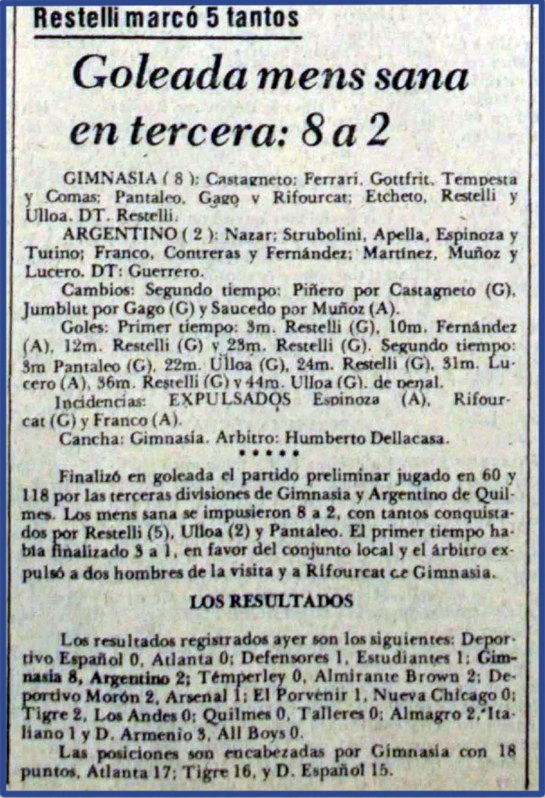 Restelli marcó 5 tantos
Goleada mens sana
en tercera: 8 a 2
GIMNASIA ( 8 ): Castagneto; Ferrari, Gottfrit, Tempesta
y Comas; Pantaleo, Gago y Rifourcat; Etcheto, Restelli y
Ulloa. DT. Restelli.
ARGENTINO ( 2 ): Nazar; Strubolini, Apella, Espinoza y
Tutino; Franco, Contreras y Fernández; Martínez, Muñoz y
Lucero. DT: Guerrero.
Cambios: Segundo tiempo: Piñero por Castagneto (G),
Jumblut por Gago (G) y Saucedo por Muñoz (A).
Goles: Primer tiempo: 3m. Restelli (G), 10m. Fernández
(A), 12m. Restelli (G) y 23m. Restelli (G). Segundo tiempo:
3m Pantaleo (G), 22m. Ulloa (G), 24m. Restelli (G), 31m. Lu-
cero (A), 36m. Restelli (G) y 44m. Ulloa (G), de penal.
Incidencias: EXPULSADOS Espinoza (A), Rifour-
cat (G) y Franco (A).
Cancha: Gimnasia. Arbitro: Humberto Dellacasa.
* * * * *
Finalizó en goleada el partido preliminar jugado en 60 y
118 por las terceras divisiones de Gimnasia y Argentino de Quil-
mes. Los mens sana se impusieron 8 a 2, con tantos conquista-
dos por Restelli (5), Ulloa (2) y Pantaleo. El primer tiempo ha-
bía finalizado 3 a 1, en favor del conjunto local y el árbitro ex-
pulsó a dos hombres de la visita y a Rifourcat de Gimnasia.
LOS RESULTADOS
Los resultados registrados ayer son los siguientes: Depor-
tivo Español 0, Atlanta 0; Defensores 1, Estudiantes 1; Gim-
nasia 8, Argentino 2; Témperley 0, Almirante Brown 2; De-
portivo Morón 2, Arsenal 1; El Porvenir 1, Nueva Chicago 0;
Tigre 2, Los Andes 0; Quilmes 0, Talleres 0; Almagro 2, Ita-
liano 1 y D. Armenio 3, All Boys 0.
Las posiciones son encabezadas por Gimnasia con 18
puntos, Atlanta 17; Tigre 16, y D. Español 15.